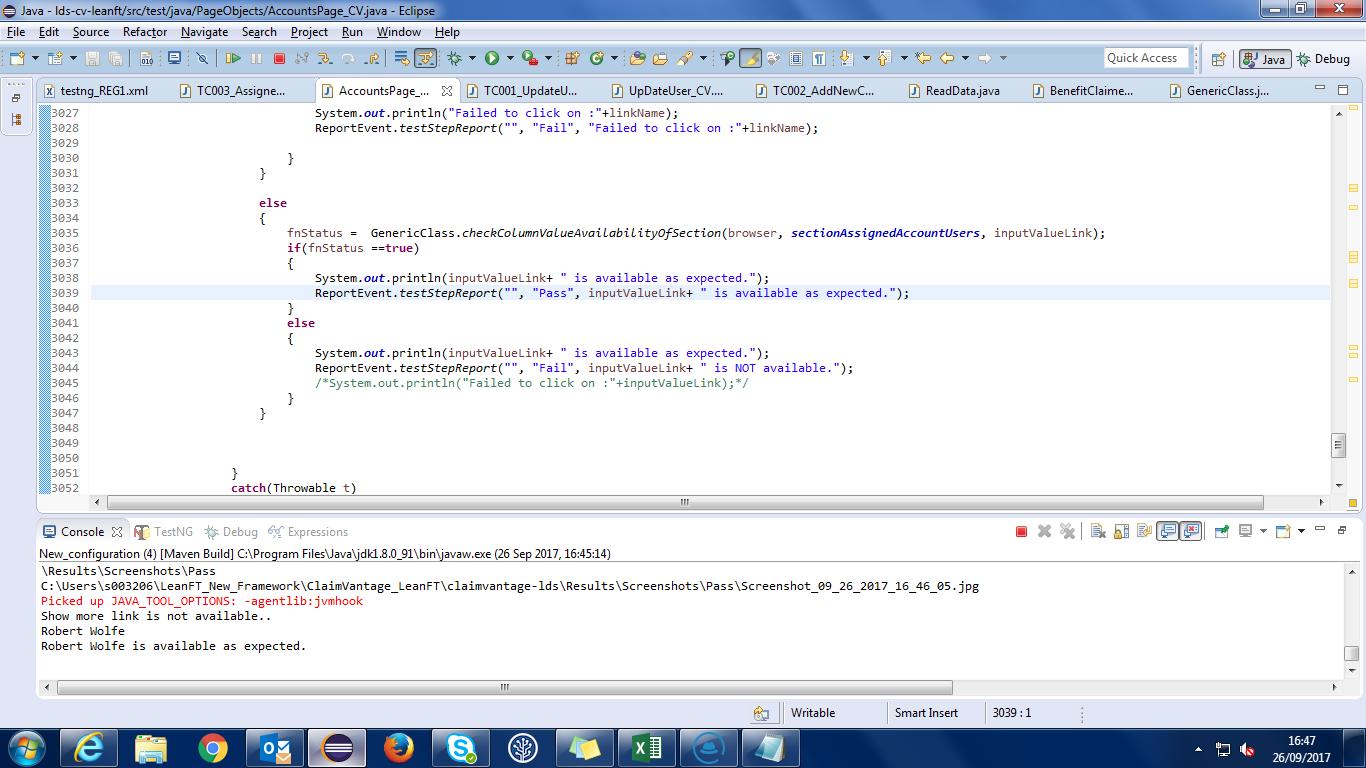 Java - lds-cv-leanft/src/test/java/PageObjects/AccountsPage_CV.java - Eclipse
File Edit Source Refactor Navigate Search Project Run Window Help
Quick Access Java Debug
testng_REG1.xml TC003_Assigne... AccountsPage_... TC001_UpdateU... UpDateUser_CV.... TC002_AddNewC... ReadData.java BenefitClaime... GenericClass.j...
3027 System.out.println("Failed to click on :"+linkName);
3028 ReportEvent.testStepReport("", "Fail", "Failed to click on :"+linkName);
3029
3030 }
3031 }
3032
3033 else
3034 {
3035 fnStatus =  GenericClass.checkColumnValueAvailabilityOfSection(browser, sectionAssignedAccountUsers, inputValueLink);
3036 if(fnStatus ==true)
3037 {
3038 System.out.println(inputValueLink+ " is available as expected.");
3039 ReportEvent.testStepReport("", "Pass", inputValueLink+ " is available as expected.");
3040 }
3041 else
3042 {
3043 System.out.println(inputValueLink+ " is available as expected.");
3044 ReportEvent.testStepReport("", "Fail", inputValueLink+ " is NOT available.");
3045 /*System.out.println("Failed to click on :"+inputValueLink);*/
3046 }
3047 }
3048
3049
3050
3051 }
3052 catch(Throwable t)
Console TestNG Debug Expressions
New_configuration (4) [Maven Build] C:\Program Files\Java\jdk1.8.0_91\bin\javaw.exe (26 Sep 2017, 16:45:14)
\Results\Screenshots\Pass
C:\Users\s003206\LeanFT_New_Framework\ClaimVantage_LeanFT\claimvantage-lds\Results\Screenshots\Pass\Screenshot_09_26_2017_16_46_05.jpg
Picked up JAVA_TOOL_OPTIONS: -agentlib:jvmhook
Show more link is not available..
Robert Wolfe
Robert Wolfe is available as expected.
Writable Smart Insert 3039 : 1
16:47
26/09/2017